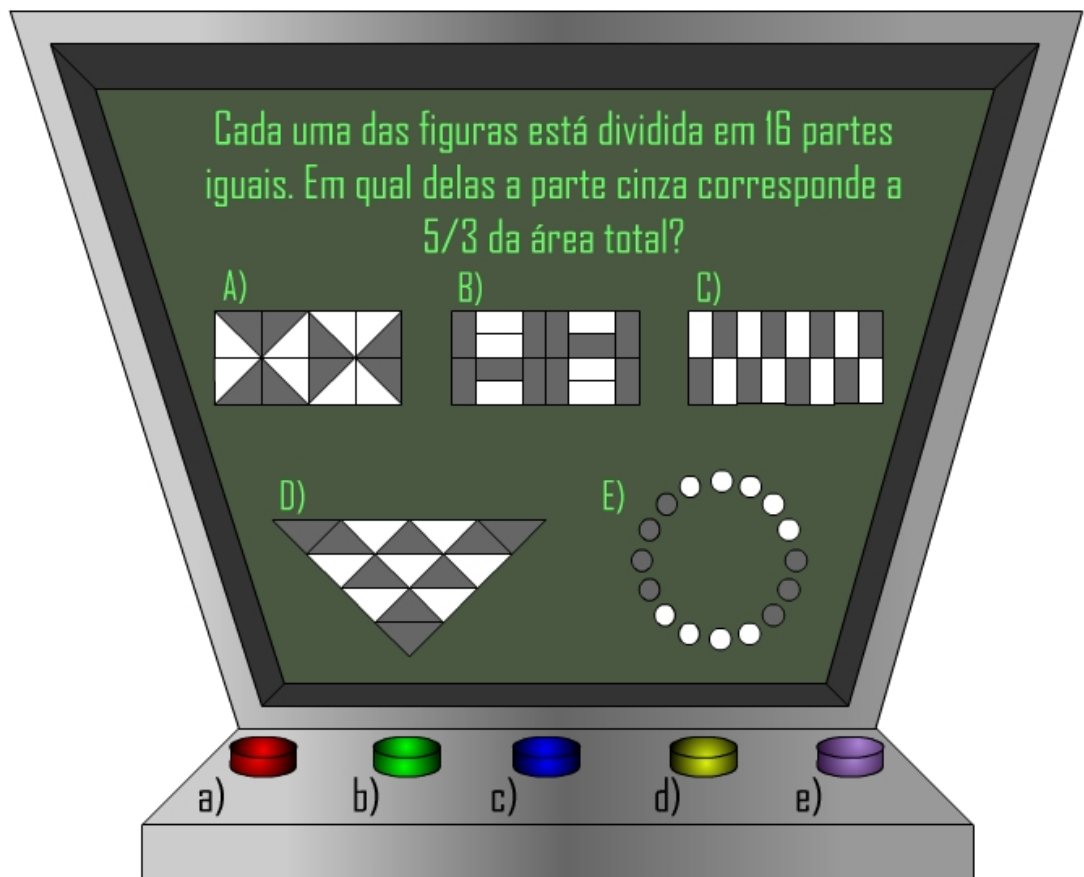 Cada uma das figuras está dividida em 16 partes
iguais. Em qual delas a parte cinza corresponde a
5/3 da área total?
A) B) C)
D) E)
a) b) c) d) e)